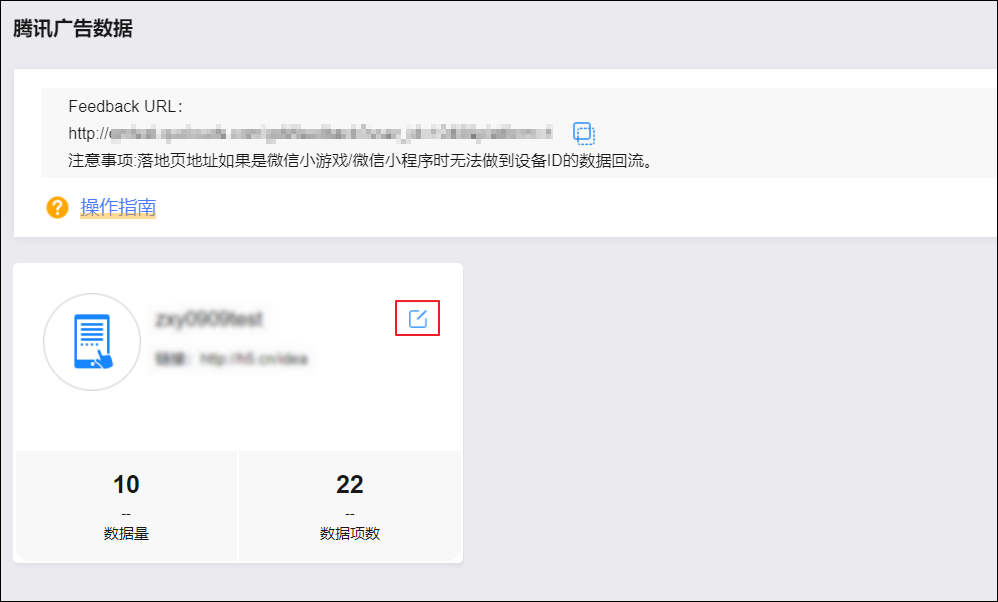 腾讯广告数据
Feedback URL：
http://
注意事项:落地页地址如果是微信小游戏/微信小程序时无法做到设备ID的数据回流。
? 操作指南
zxy0909test
10
22
--
--
数据量
数据项数